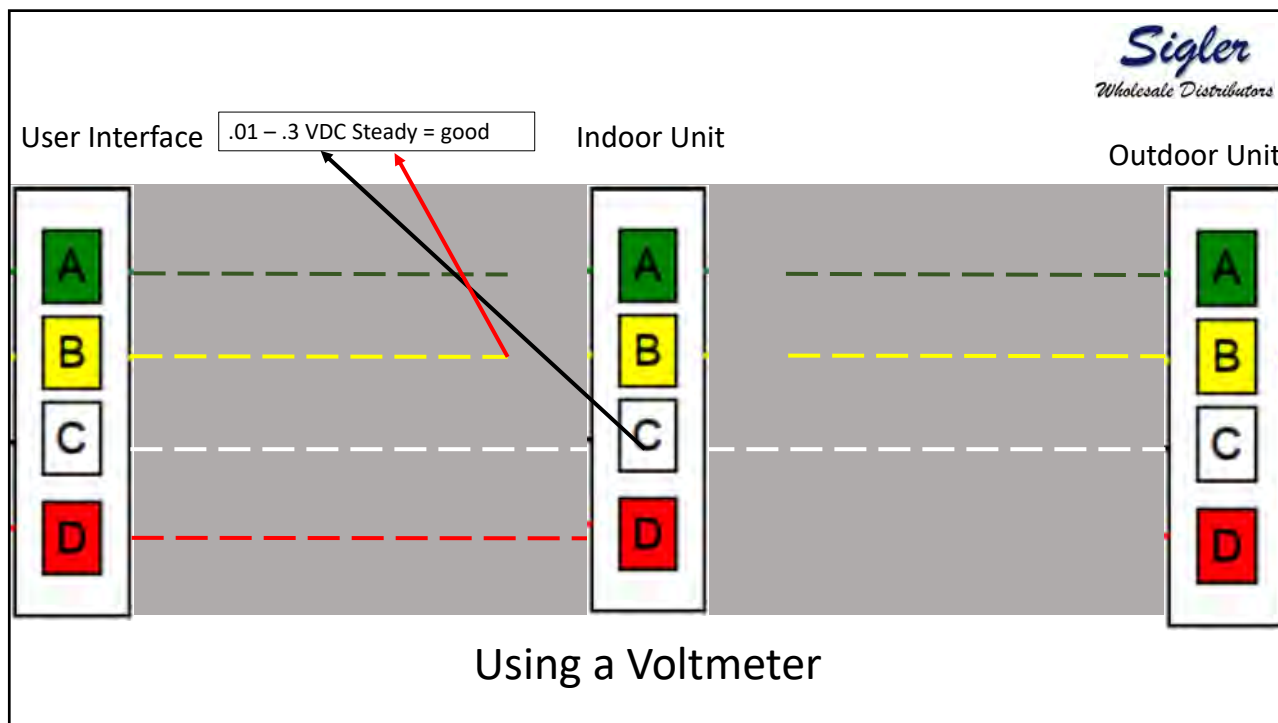 Sigler
Wholesale Distributors
User Interface
.01 – .3 VDC Steady = good
Indoor Unit
Outdoor Unit
A A A
B B B
C C C
D D D
Using a Voltmeter